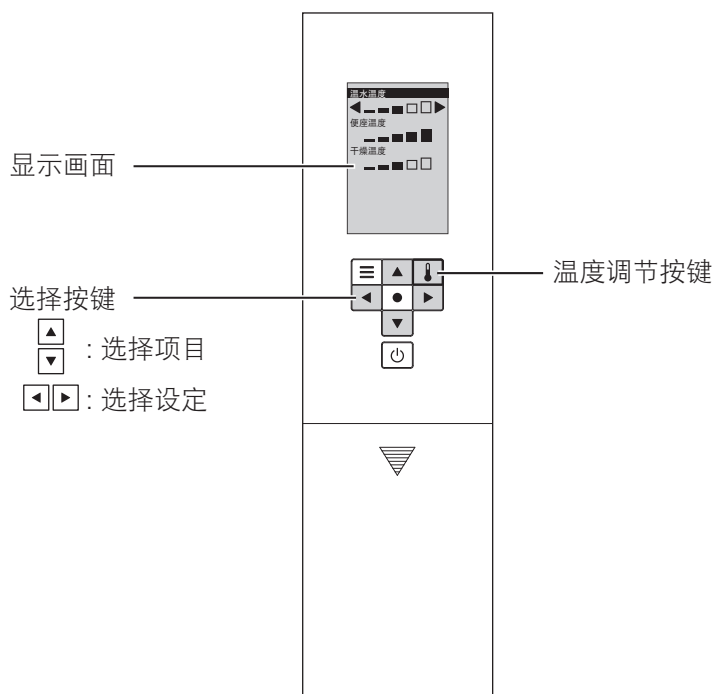 温水温度
便座温度
干燥温度
显示画面
温度调节按键
选择按键
: 选择项目
: 选择设定